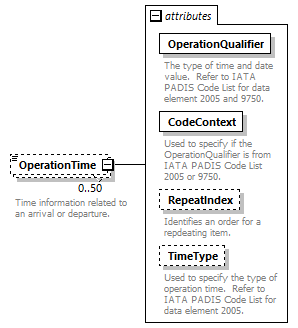 attributes
OperationQualifier
The type of time and date
value.  Refer to IATA
PADIS Code List for data
element 2005 and 9750.
CodeContext
Used to specify if the
OperationQualifier is from
IATA PADIS Code List
2005 or 9750.
OperationTime
0..50
Time information related to
an arrival or departure.
RepeatIndex
Identifies an order for a
repdeating item.
TimeType
Used to specify the type of
operation time.  Refer to
IATA PADIS Code List for
data element 2005.